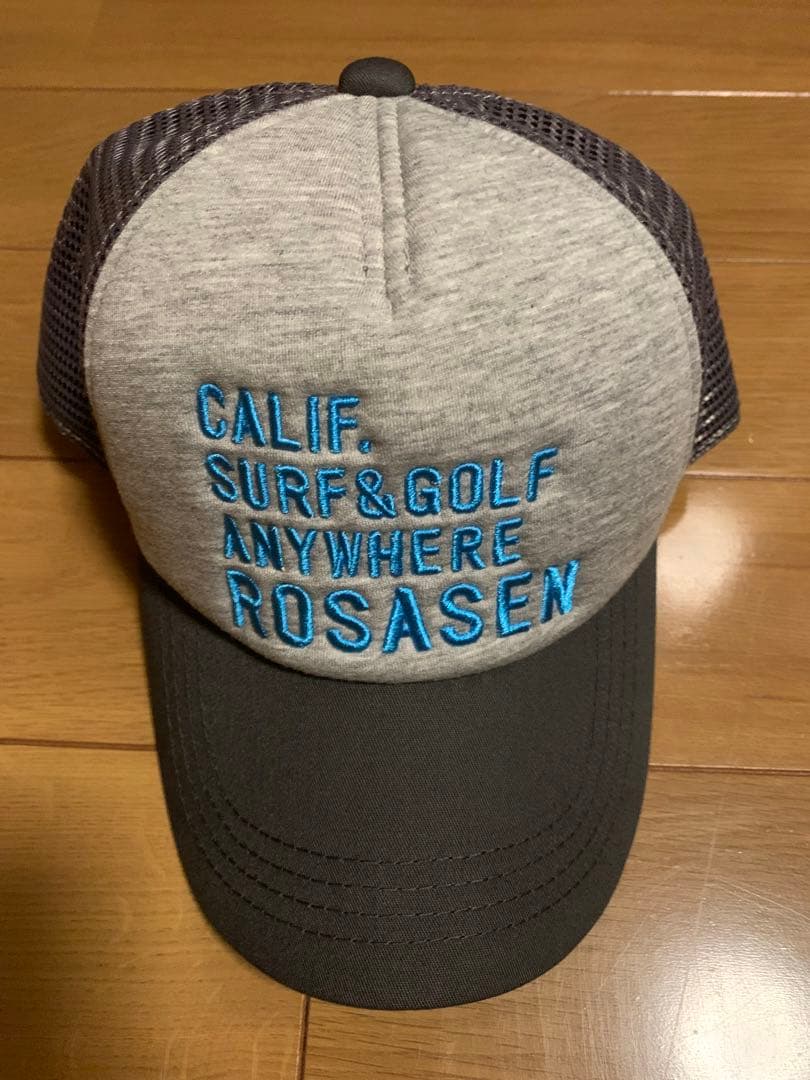 CALIF.
SURF&GOLF
ANYWHERE
ROSASEN